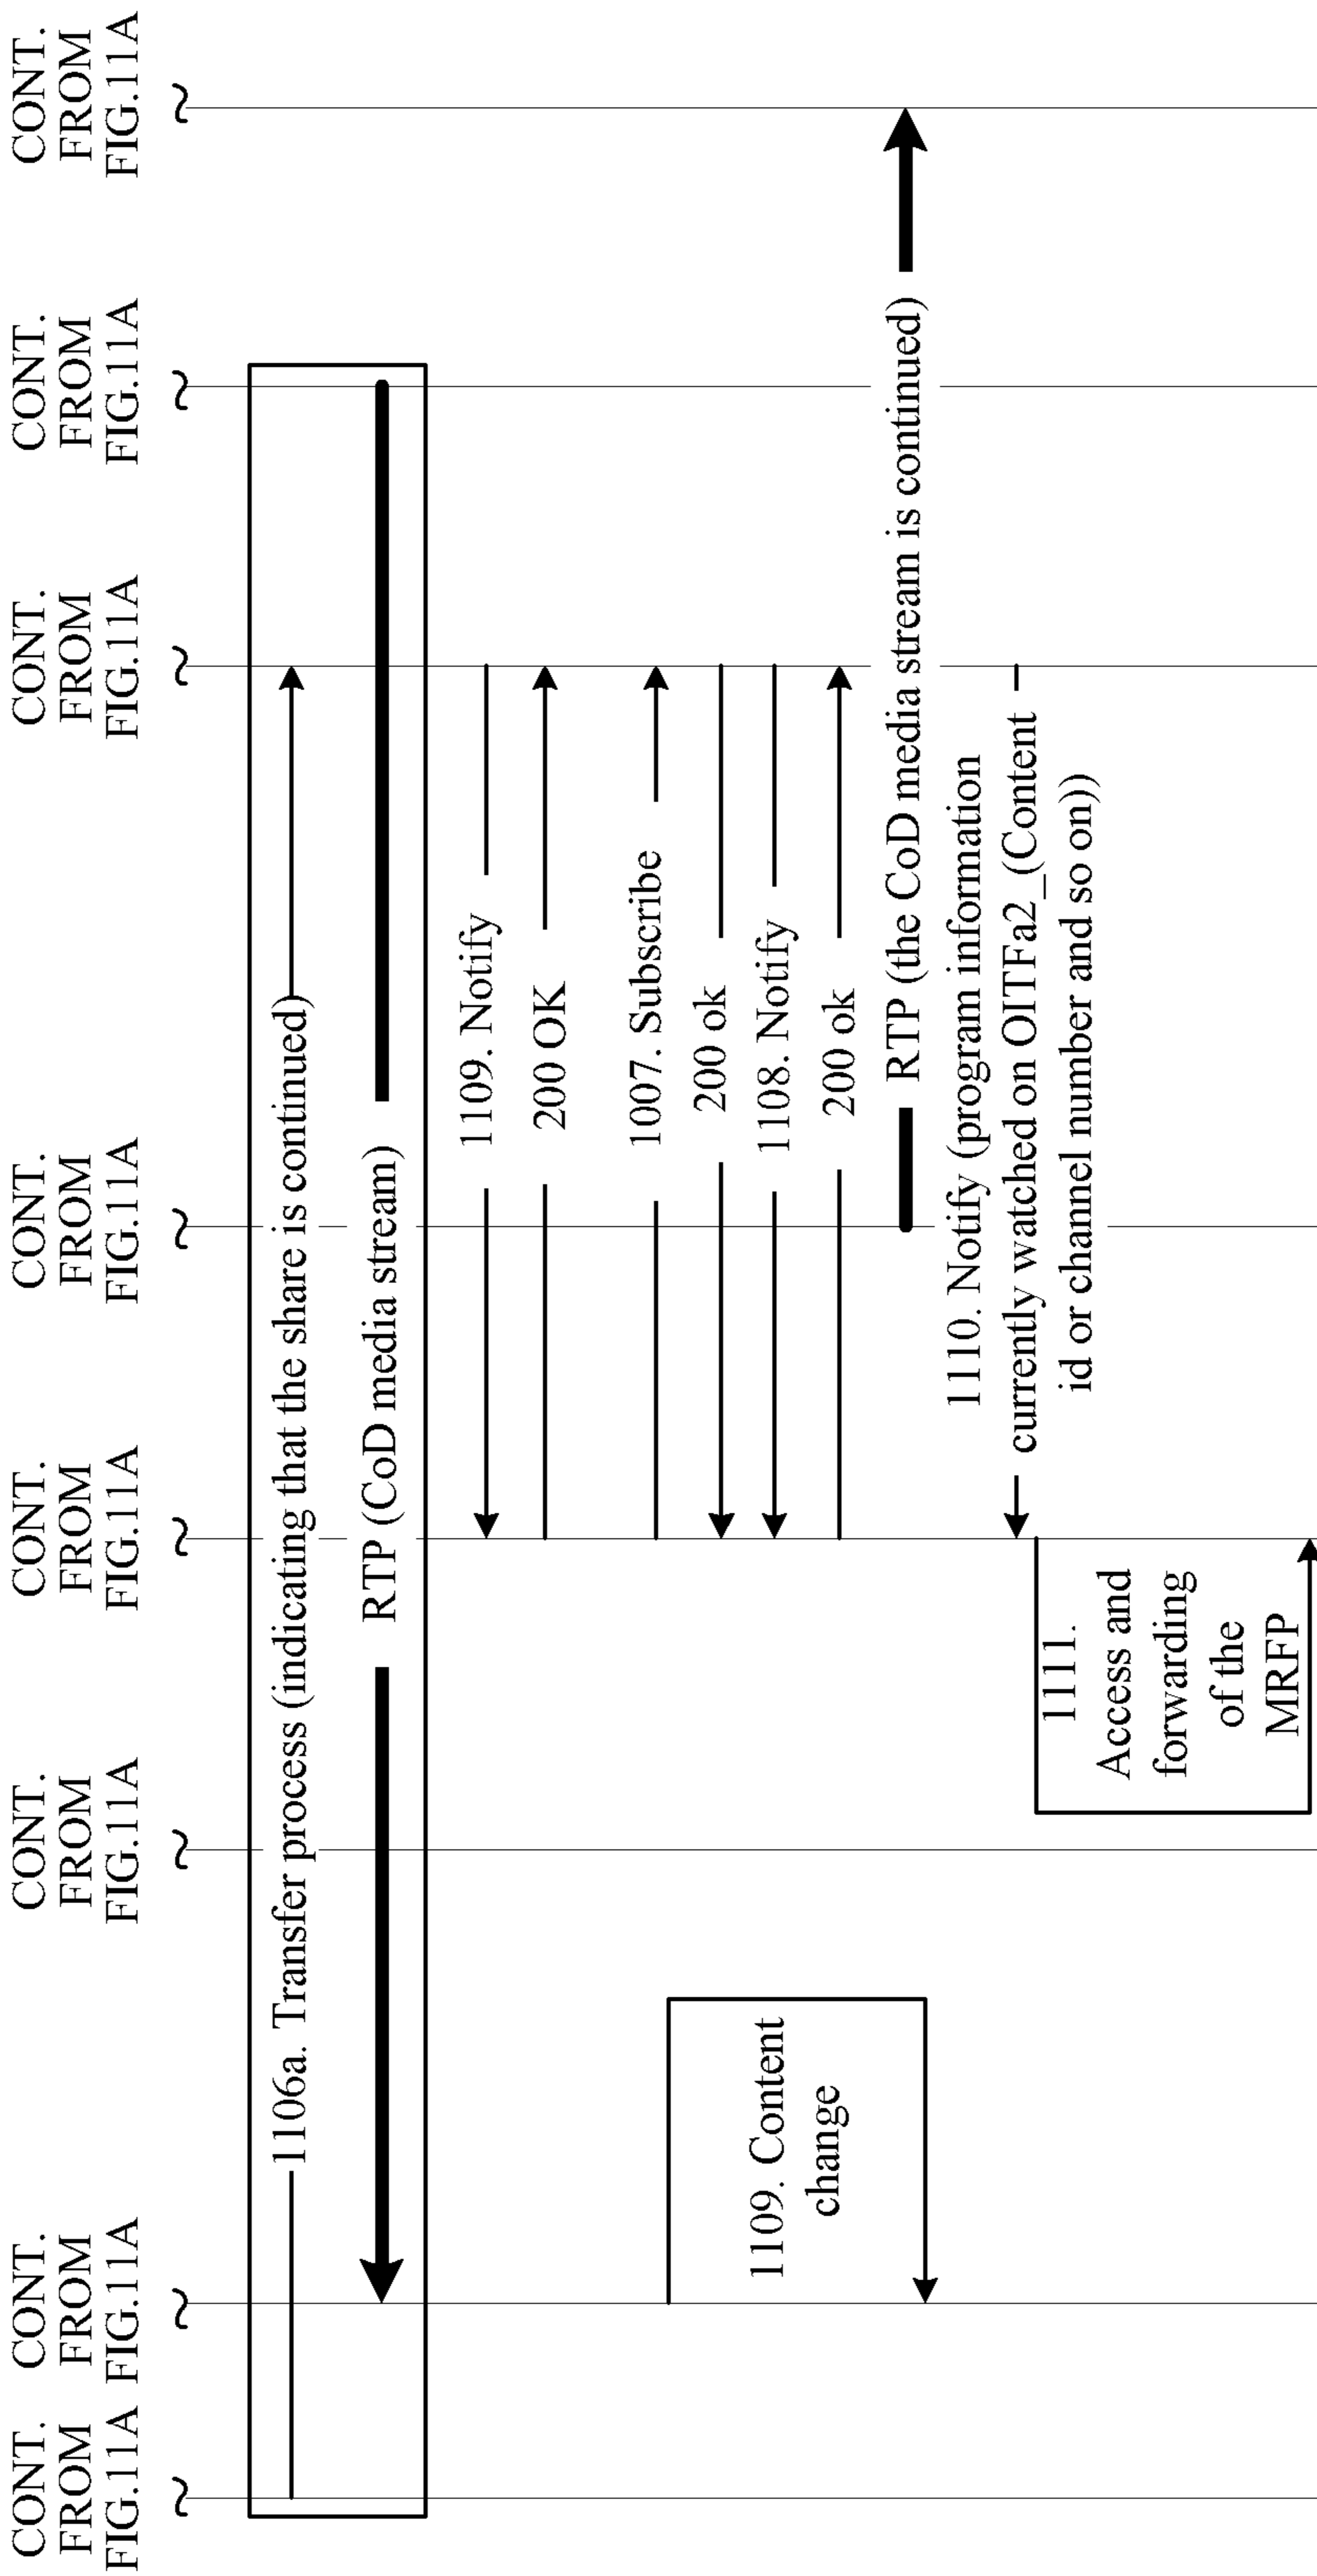 CONT.
FROM
FIG.11A
CONT.
FROM
FIG.11A
CONT.
FROM
FIG.11A
CONT.
FROM
FIG.11A
CONT.
FROM
FIG.11A
CONT.
FROM
FIG.11A
CONT.
FROM
FIG.11A
CONT.
FROM
FIG.11A
1106a. Transfer process (indicating that the share is continued)
RTP (CoD media stream)
1109. Notify
200 OK
1007. Subscribe
200 ok
1108. Notify
200 ok
1109. Content
change
RTP (the CoD media stream is continued)
1110. Notify (program information
currently watched on OITFa2_(Content
id or channel number and so on))
1111.
Access and
forwarding
of the
MRFP